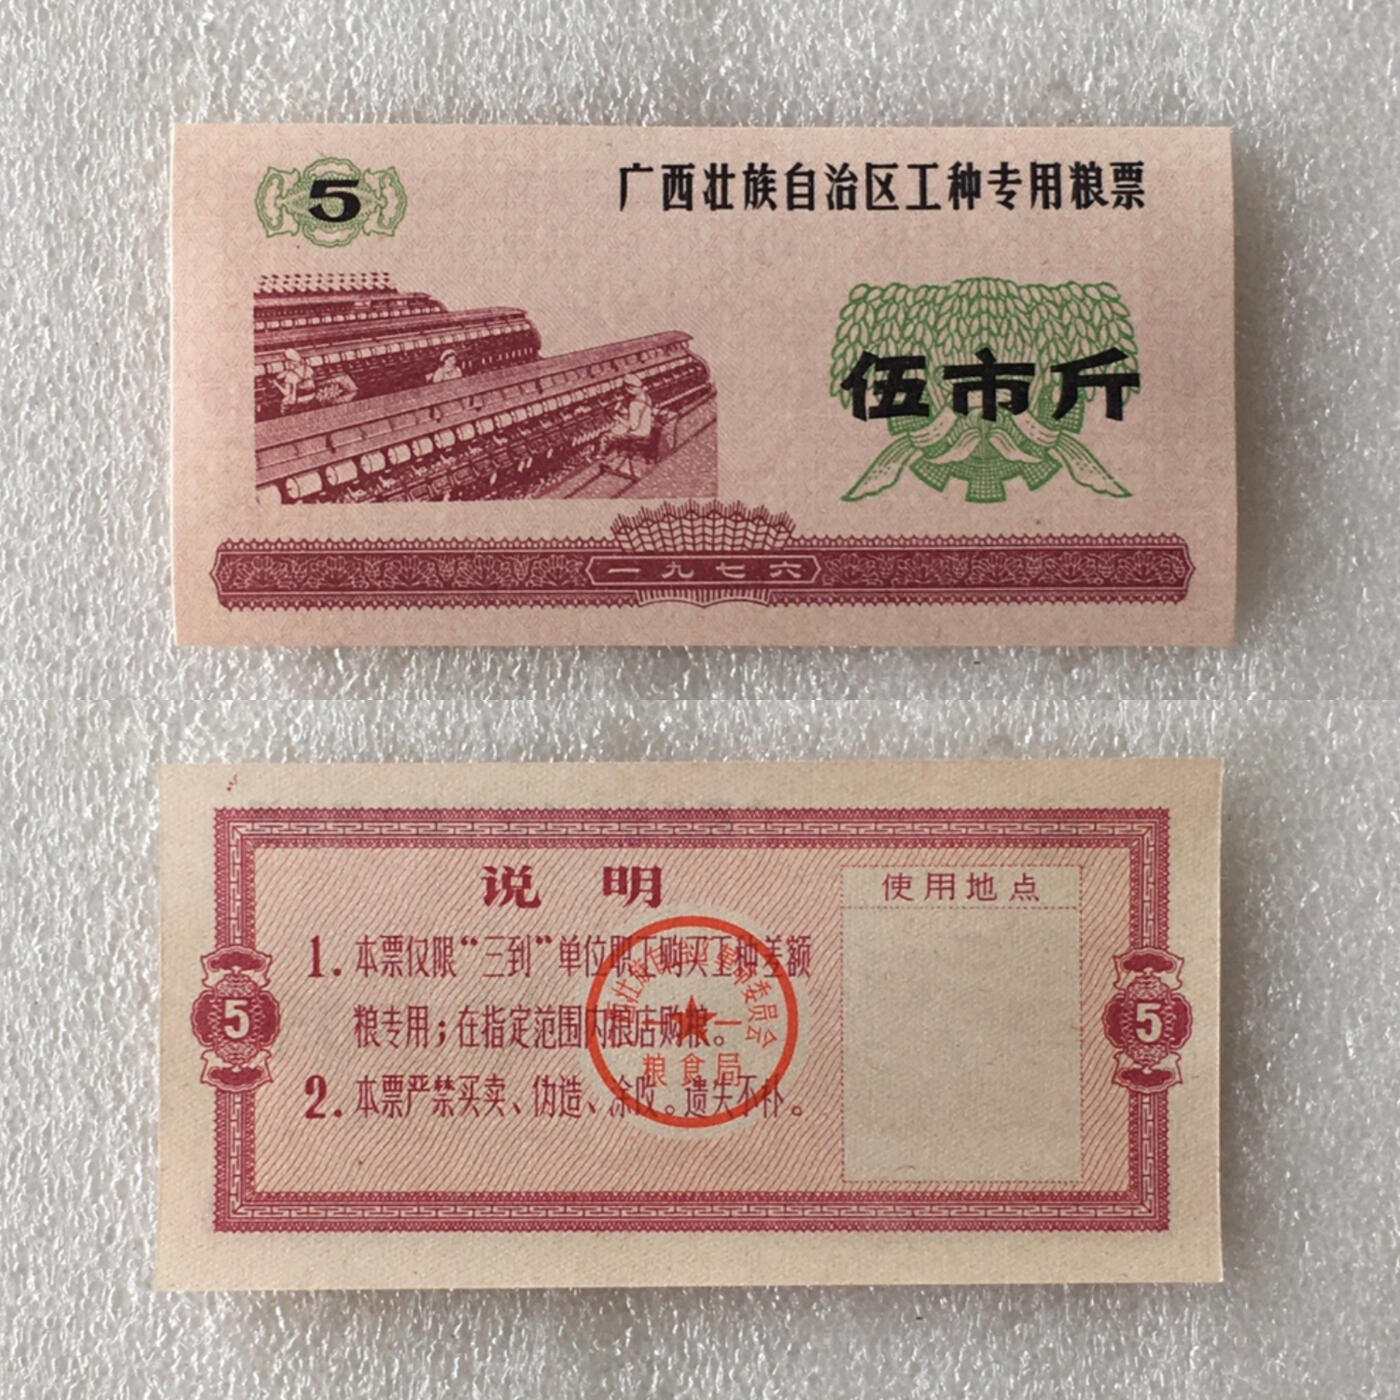 5
广西壮族自治区工种专用粮票
伍市斤
一九七六
说明
使用地点
1.本票仅限“三到”单位职工购买工种差额
粮专用；在指定范围内粮店购粮。
2.本票严禁买卖、伪造、涂改。遗失不补。
5
5
粮食局